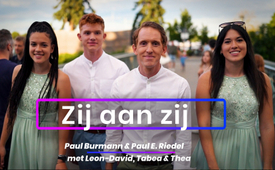 Zij aan zij
Paul Burmann & Paul E. Riedel
met Leon-David, Tabea & Thea